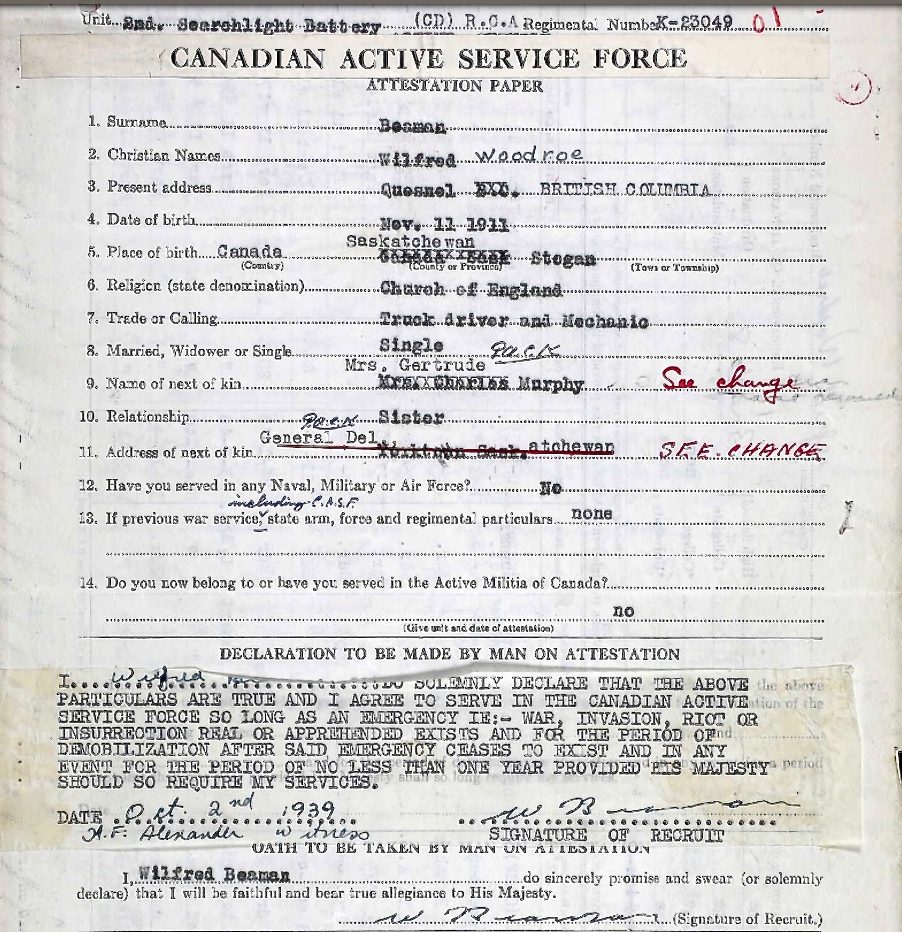 Unit. 2nd. Searchlight Battery (CD) R.C.A Regimental Number K-23049 01
CANADIAN ACTIVE SERVICE FORCE
ATTESTATION PAPER
1. Surname Beaman
2. Christian Names Wilfred Woodroe
3. Present address Quesnel BRITISH COLUMBIA
4. Date of birth Nov. 11 1911
Saskatchewan
5. Place of birth Canada Stogan
(Country) (County or Province) (Town or Township)
6. Religion (state denomination) Church of England
7. Trade or Calling Truck driver and Mechanic
8. Married, Widower or Single Single
Mrs. Gertrude
9. Name of next of kin Mrs. Charles Murphy See change
10. Relationship Sister
General Del.
11. Address of next of kin Yorkton Sask. atchewan SEE. CHANGE
12. Have you served in any Naval, Military or Air Force? No
including C.A.S.F.
13. If previous war service, state arm, force and regimental particulars none
14. Do you now belong to or have you served in the Active Militia of Canada?
no
(Give unit and date of attestation)
DECLARATION TO BE MADE BY MAN ON ATTESTATION
I Wilfred DO SOLEMNLY DECLARE THAT THE ABOVE
PARTICULARS ARE TRUE AND I AGREE TO SERVE IN THE CANADIAN ACTIVE
SERVICE FORCE SO LONG AS AN EMERGENCY IE:- WAR, INVASION, RIOT OR
INSURRECTION REAL OR APPREHENDED EXISTS AND FOR THE PERIOD OF
DEMOBILIZATION AFTER SAID EMERGENCY CEASES TO EXIST AND IN ANY
EVENT FOR THE PERIOD OF NO LESS THAN ONE YEAR PROVIDED HIS MAJESTY
SHOULD SO REQUIRE MY SERVICES.
DATE Oct. 2nd 1939 W Beaman
H.F. Alexander witness SIGNATURE OF RECRUIT
OATH TO BE TAKEN BY MAN ON ATTESTATION
I, Wilfred Beaman do sincerely promise and swear (or solemnly
declare) that I will be faithful and bear true allegiance to His Majesty.
W Beaman (Signature of Recruit.)